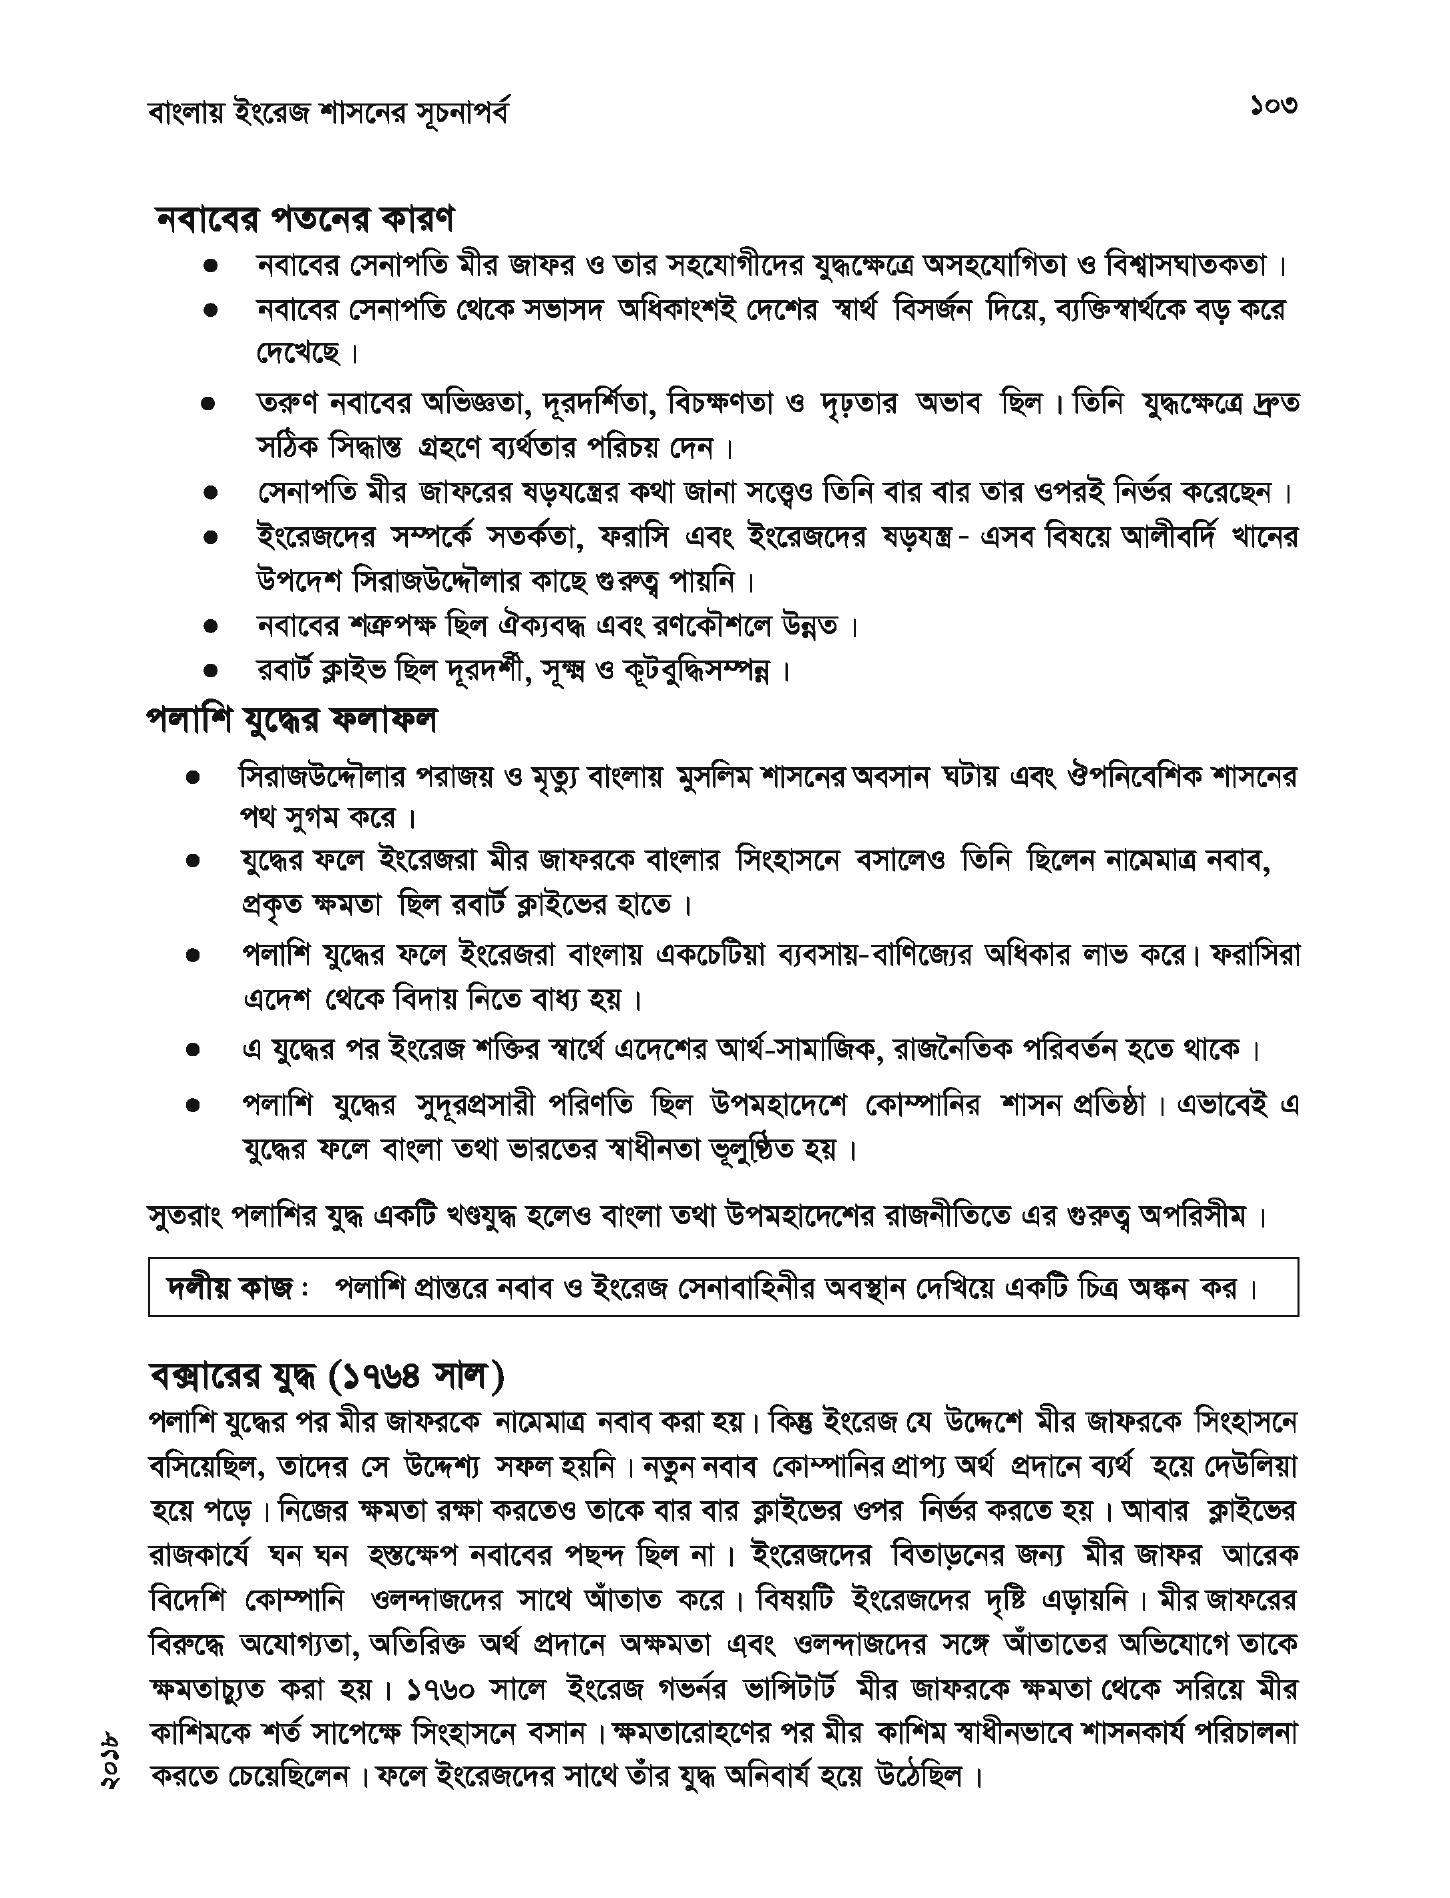 বাংলায় ইংরেজ শাসনের সূচনাপর্ব
১০৩
নবাবের পতনের কারণ
● নবাবের সেনাপতি মীর জাফর ও তার সহযোগীদের যুদ্ধক্ষেত্রে অসহযোগিতা ও বিশ্বাসঘাতকতা ।
● নবাবের সেনাপতি থেকে সভাসদ অধিকাংশই দেশের স্বার্থ বিসর্জন দিয়ে, ব্যক্তিস্বার্থকে বড় করে
দেখেছে ।
● তরুণ নবাবের অভিজ্ঞতা, দূরদর্শিতা, বিচক্ষণতা ও দৃঢ়তার অভাব ছিল । তিনি যুদ্ধক্ষেত্রে দ্রুত
সঠিক সিদ্ধান্ত গ্রহণে ব্যর্থতার পরিচয় দেন ।
● সেনাপতি মীর জাফরের ষড়যন্ত্রের কথা জানা সত্ত্বেও তিনি বার বার তার ওপরই নির্ভর করেছেন ।
● ইংরেজদের সম্পর্কে সতর্কতা, ফরাসি এবং ইংরেজদের ষড়যন্ত্র - এসব বিষয়ে আলীবর্দি খানের
উপদেশ সিরাজউদ্দৌলার কাছে গুরুত্ব পায়নি ।
● নবাবের শত্রুপক্ষ ছিল ঐক্যবদ্ধ এবং রণকৌশলে উন্নত ।
● রবার্ট ক্লাইভ ছিল দূরদর্শী, সূক্ষ্ম ও কূটবুদ্ধিসম্পন্ন ।
পলাশি যুদ্ধের ফলাফল
● সিরাজউদ্দৌলার পরাজয় ও মৃত্যু বাংলায় মুসলিম শাসনের অবসান ঘটায় এবং ঔপনিবেশিক শাসনের
পথ সুগম করে ।
● যুদ্ধের ফলে ইংরেজরা মীর জাফরকে বাংলার সিংহাসনে বসালেও তিনি ছিলেন নামেমাত্র নবাব,
প্রকৃত ক্ষমতা ছিল রবার্ট ক্লাইভের হাতে ।
● পলাশি যুদ্ধের ফলে ইংরেজরা বাংলায় একচেটিয়া ব্যবসায়-বাণিজ্যের অধিকার লাভ করে। ফরাসিরা
এদেশ থেকে বিদায় নিতে বাধ্য হয় ।
● এ যুদ্ধের পর ইংরেজ শক্তির স্বার্থে এদেশের আর্থ-সামাজিক, রাজনৈতিক পরিবর্তন হতে থাকে ।
● পলাশি যুদ্ধের সুদূরপ্রসারী পরিণতি ছিল উপমহাদেশে কোম্পানির শাসন প্রতিষ্ঠা । এভাবেই এ
যুদ্ধের ফলে বাংলা তথা ভারতের স্বাধীনতা ভূলুণ্ঠিত হয় ।
সুতরাং পলাশির যুদ্ধ একটি খণ্ডযুদ্ধ হলেও বাংলা তথা উপমহাদেশের রাজনীতিতে এর গুরুত্ব অপরিসীম ।
দলীয় কাজ : পলাশি প্রান্তরে নবাব ও ইংরেজ সেনাবাহিনীর অবস্থান দেখিয়ে একটি চিত্র অঙ্কন কর ।
বক্সারের যুদ্ধ (১৭৬৪ সাল)
পলাশি যুদ্ধের পর মীর জাফরকে নামেমাত্র নবাব করা হয়। কিন্তু ইংরেজ যে উদ্দেশে মীর জাফরকে সিংহাসনে
বসিয়েছিল, তাদের সে উদ্দেশ্য সফল হয়নি । নতুন নবাব কোম্পানির প্রাপ্য অর্থ প্রদানে ব্যর্থ হয়ে দেউলিয়া
হয়ে পড়ে । নিজের ক্ষমতা রক্ষা করতেও তাকে বার বার ক্লাইভের ওপর নির্ভর করতে হয় । আবার ক্লাইভের
রাজকার্যে ঘন ঘন হস্তক্ষেপ নবাবের পছন্দ ছিল না । ইংরেজদের বিতাড়নের জন্য মীর জাফর আরেক
বিদেশি কোম্পানি ওলন্দাজদের সাথে আঁতাত করে । বিষয়টি ইংরেজদের দৃষ্টি এড়ায়নি । মীর জাফরের
বিরুদ্ধে অযোগ্যতা, অতিরিক্ত অর্থ প্রদানে অক্ষমতা এবং ওলন্দাজদের সঙ্গে আঁতাতের অভিযোগে তাকে
ক্ষমতাচ্যুত করা হয় । ১৭৬০ সালে ইংরেজ গভর্নর ভান্সিটার্ট মীর জাফরকে ক্ষমতা থেকে সরিয়ে মীর
কাশিমকে শর্ত সাপেক্ষে সিংহাসনে বসান । ক্ষমতারোহণের পর মীর কাশিম স্বাধীনভাবে শাসনকার্য পরিচালনা
করতে চেয়েছিলেন । ফলে ইংরেজদের সাথে তাঁর যুদ্ধ অনিবার্য হয়ে উঠেছিল ।
২০১৮